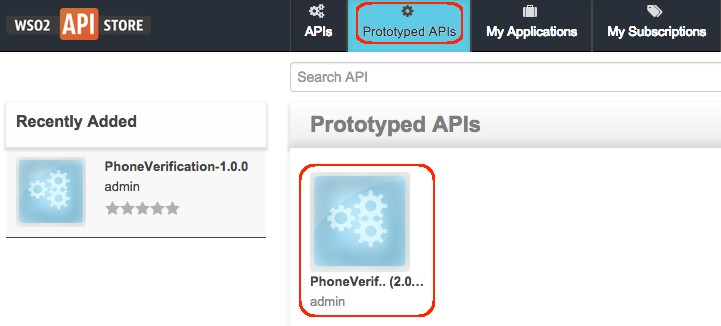 WSO2 API STORE
APIs
Prototyped APIs
My Applications
My Subscriptions
Search API
Recently Added
PhoneVerification-1.0.0
admin
Prototyped APIs
PhoneVerif.. (2.0...
admin